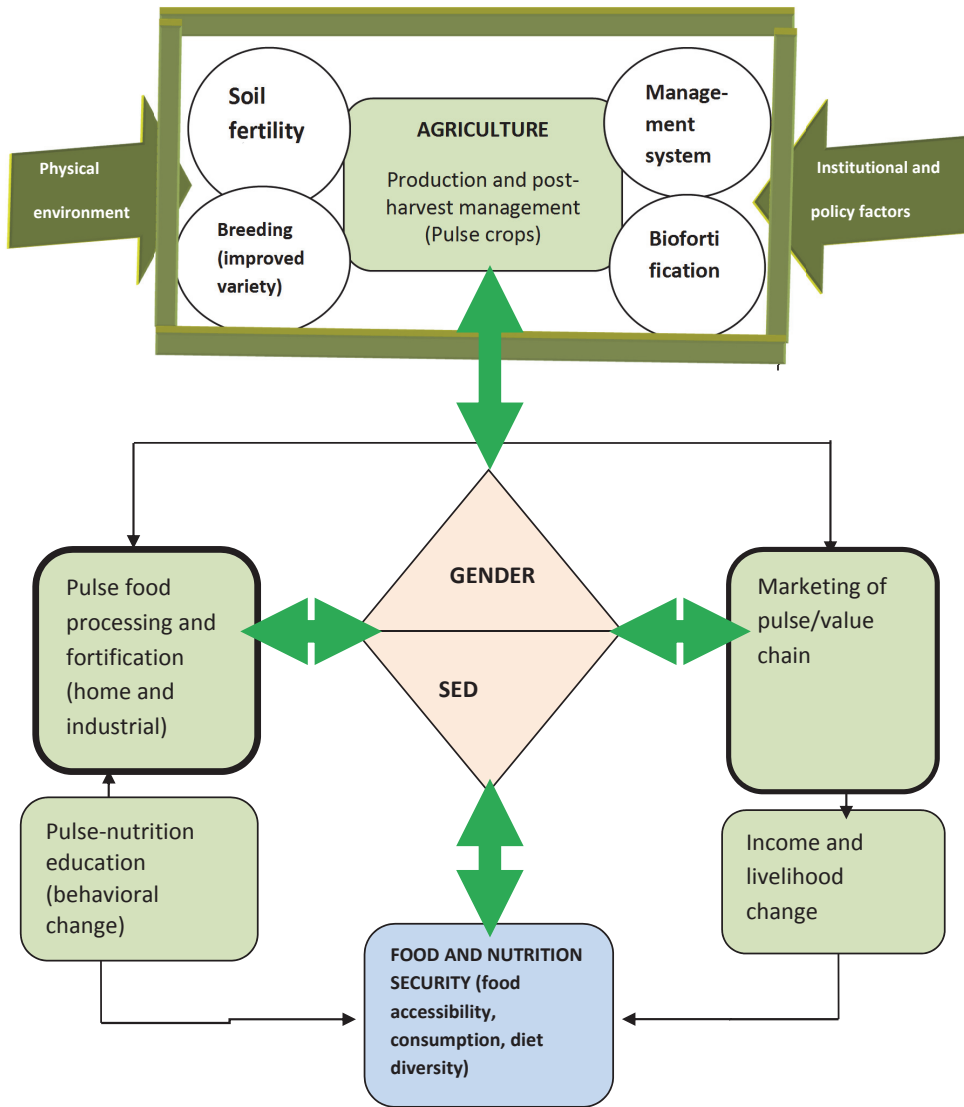 Soil
fertility
Manage-
ment
system
AGRICULTURE
Production and post-
harvest management
(Pulse crops)
Physical
environment
Institutional and
policy factors
Breeding
(improved
variety)
Bioforti
fication
GENDER
SED
Pulse food
processing and
fortification
(home and
industrial)
Marketing of
pulse/value
chain
Pulse-nutrition
education
(behavioral
change)
Income and
livelihood
change
FOOD AND NUTRITION
SECURITY (food
accessibility,
consumption, diet
diversity)